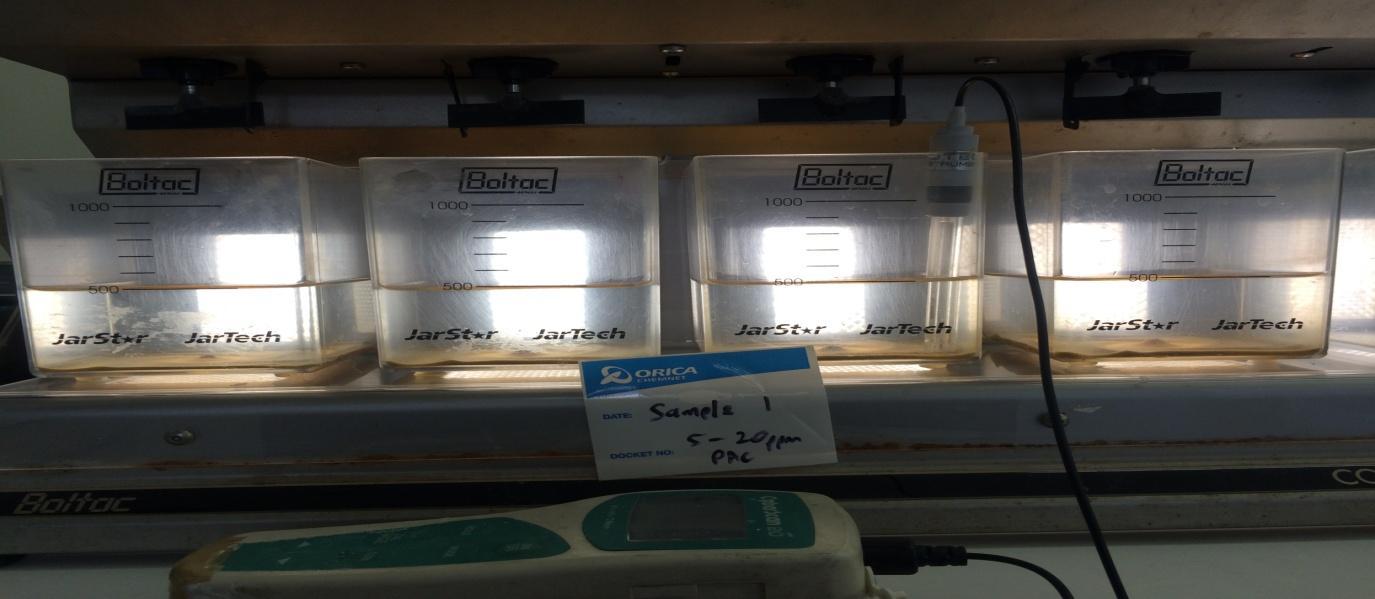 Boltac
1000
500
JarSt★r JarTech
Boltac
1000
500
JarSt★r JarTech
Boltac
1000
500
JarSt★r JarTech
Boltac
1000
500
JarSt★r JarTech
ORICA
CHEMNET
DATE: Sample 1
5-20ppm
DOCKET NO: PAC
Boltac
CO